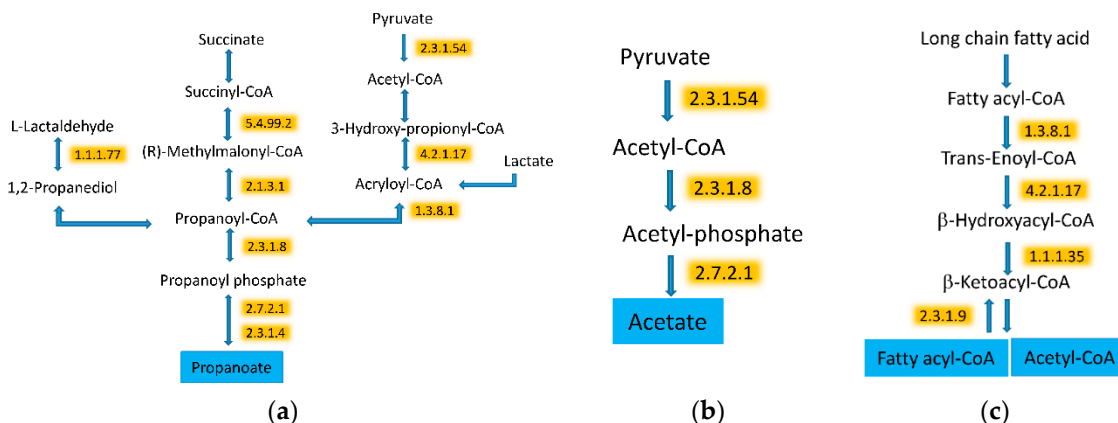 Succinate
Succinyl-CoA
5.4.99.2
L-Lactaldehyde
1.1.1.77
(R)-Methylmalonyl-CoA
1,2-Propanediol
2.1.3.1
Propanoyl-CoA
2.3.1.8
Propanoyl phosphate
2.7.2.1
2.3.1.4
Propanoate
Pyruvate
2.3.1.54
Acetyl-CoA
3-Hydroxy-propionyl-CoA
4.2.1.17
Lactate
Acryloyl-CoA
1.3.8.1
(a)
Pyruvate
2.3.1.54
Acetyl-CoA
2.3.1.8
Acetyl-phosphate
2.7.2.1
Acetate
(b)
Long chain fatty acid
Fatty acyl-CoA
1.3.8.1
Trans-Enoyl-CoA
4.2.1.17
β-Hydroxyacyl-CoA
1.1.1.35
β-Ketoacyl-CoA
2.3.1.9
Fatty acyl-CoA
Acetyl-CoA
(c)